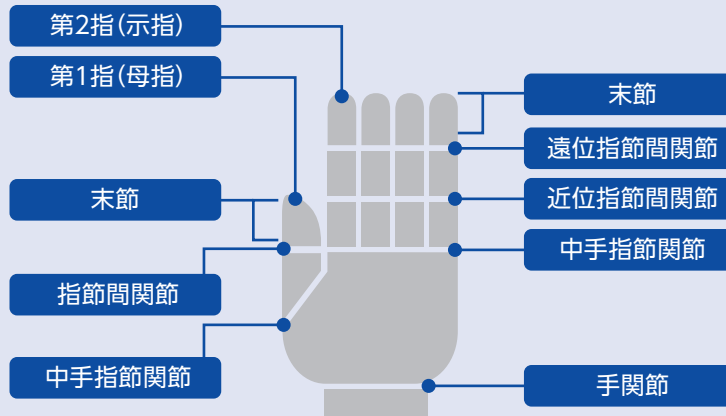 第2指(示指)
第1指(母指)
末節
指節間関節
中手指節関節
末節
遠位指節間関節
近位指節間関節
中手指節関節
手関節